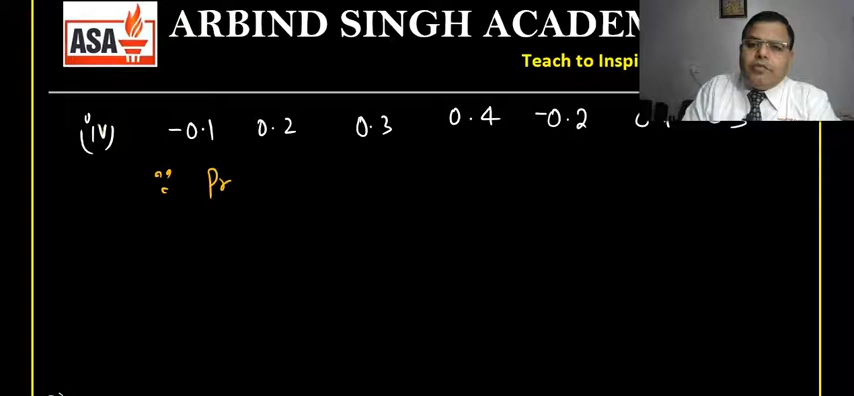 ASA ARBIND SINGH ACADEM
Teach to Inspi
(iv) -0.1 0.2 0.3 0.4 -0.2
∵ Pr